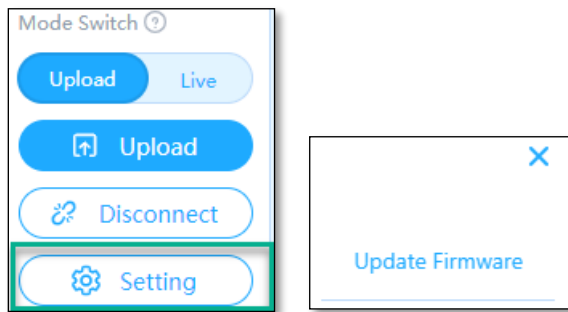 Mode Switch
Upload Live
Upload
Disconnect
Setting
Update Firmware